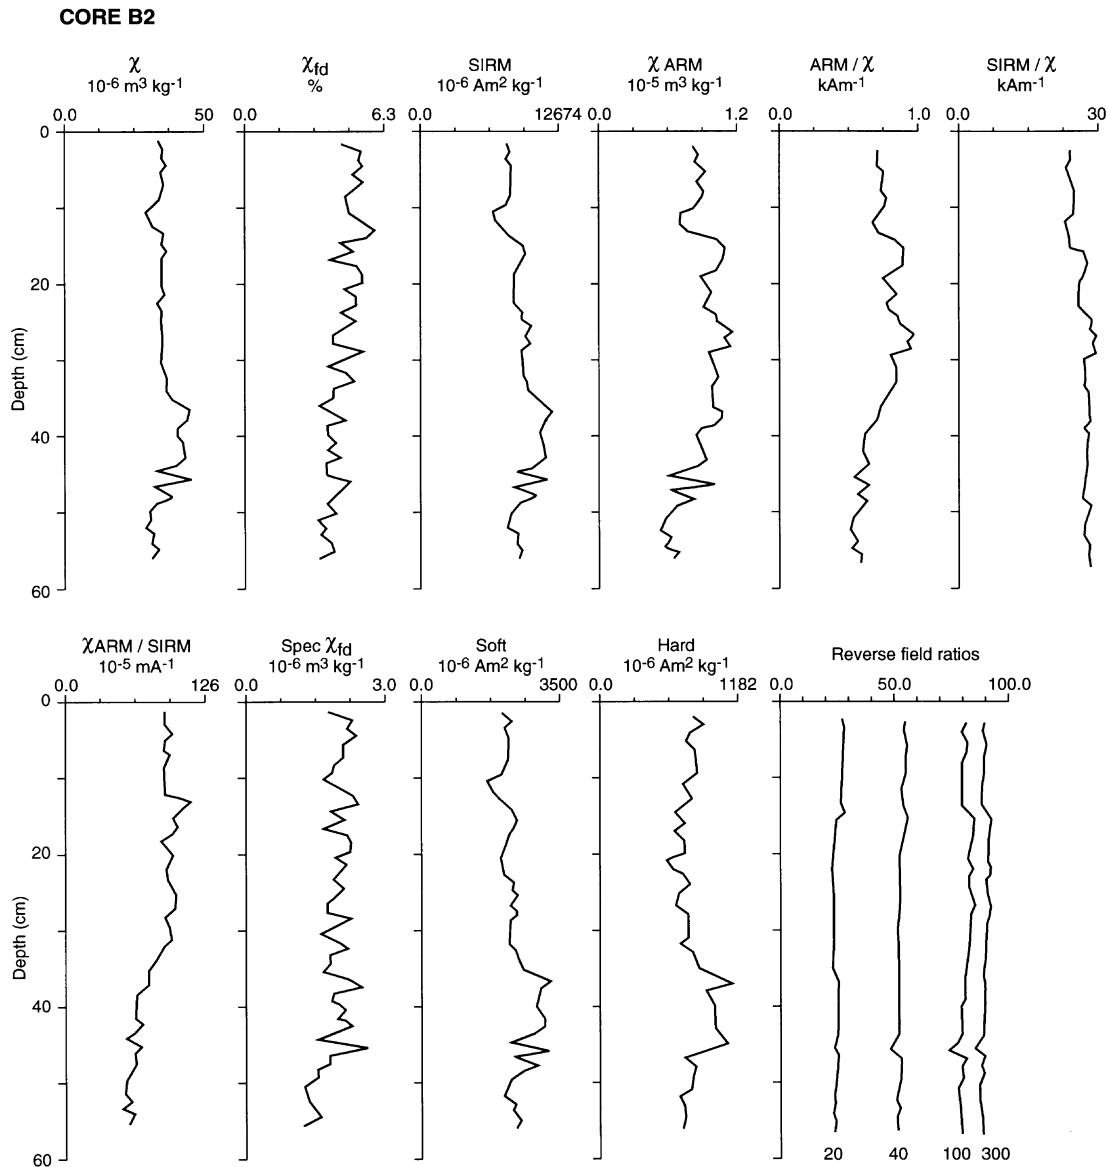 CORE B2
χ χfd SIRM χ ARM ARM / χ SIRM / χ
10-6 m3 kg-1 % 10-6 Am2 kg-1 10-5 m3 kg-1 kAm-1 kAm-1
0.0 50 0.0 6.3 0.0 12674 0.0 1.2 0.0 1.0 0.0 30
0
20
Depth (cm)
40
60
χARM / SIRM Spec χfd Soft Hard Reverse field ratios
10-5 mA-1 10-6 m3 kg-1 10-6 Am2 kg-1 10-6 Am2 kg-1
0.0 126 0.0 3.0 0.0 3500 0.0 1182 0.0 50.0 100.0
0
20
Depth (cm)
40
60
20 40 100 300